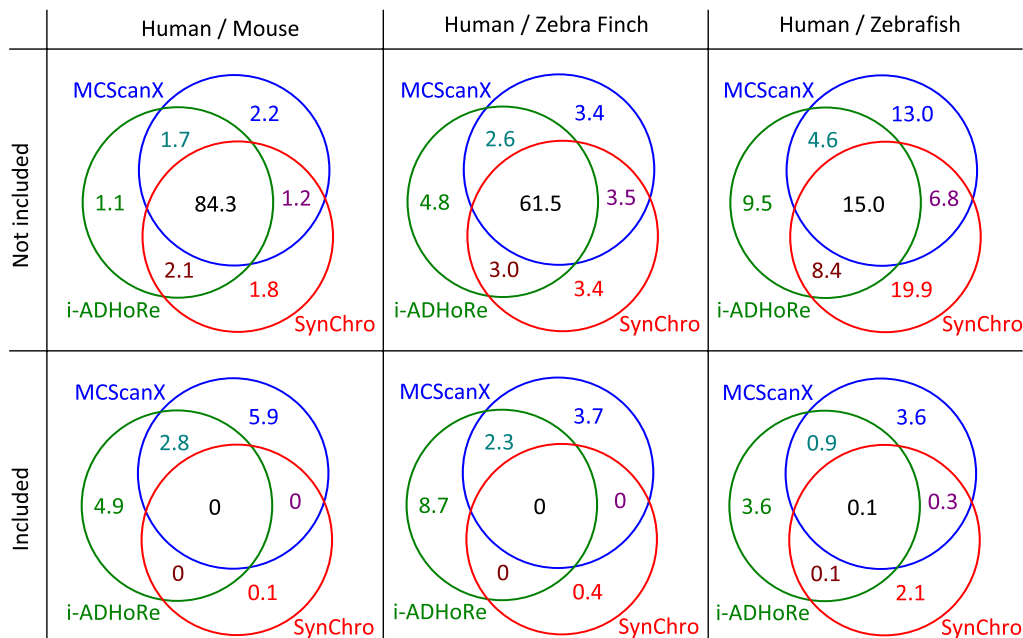 Human / Mouse
Human / Zebra Finch
Human / Zebrafish
Not included
MCScanX
2.2
1.7
1.1
84.3
1.2
2.1
1.8
i-ADHoRe
SynChro
MCScanX
3.4
2.6
4.8
61.5
3.5
3.0
3.4
i-ADHoRe
SynChro
MCScanX
13.0
4.6
9.5
15.0
6.8
8.4
19.9
i-ADHoRe
SynChro
Included
MCScanX
5.9
2.8
4.9
0
0
0
0.1
i-ADHoRe
SynChro
MCScanX
3.7
2.3
8.7
0
0
0
0.4
i-ADHoRe
SynChro
MCScanX
3.6
0.9
3.6
0.1
0.3
0.1
2.1
i-ADHoRe
SynChro